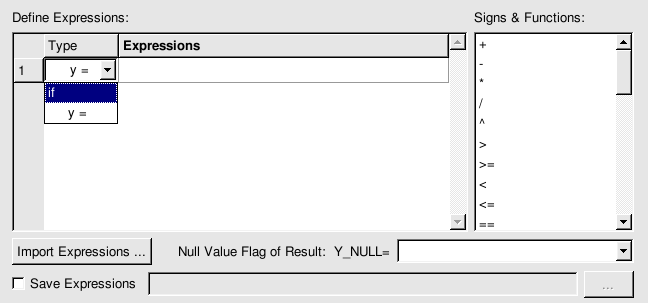 Define Expressions:
Signs & Functions:
Type
Expressions
1
y =
if
y =
+
-
*
/
^
>
>=
<
<=
==
Import Expressions ...
Null Value Flag of Result: Y_NULL=
Save Expressions
...